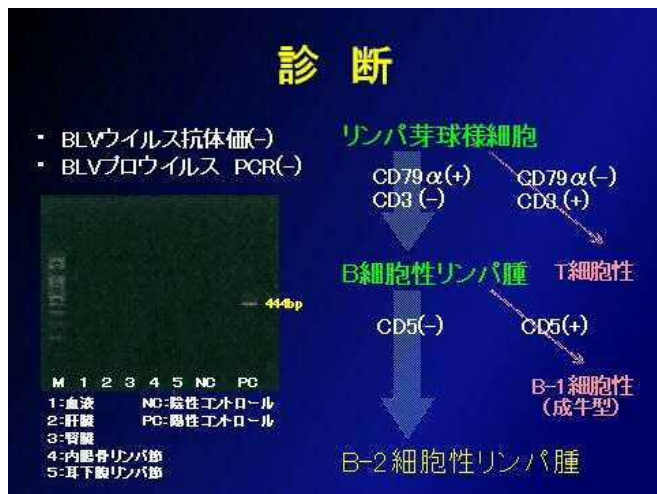 診 断
・ BLVウイルス抗体価(-)
・ BLVプロウイルス PCR(-)
444bp
M 1 2 3 4 5 NC PC
1:血液 NC:陰性コントロール
2:肝臓 PC:陽性コントロール
3:腎臓
4:内腸骨リンパ節
5:耳下腺リンパ節
リンパ芽球様細胞
CD79α(+) CD79α(-)
CD3(-) CD3(+)
B細胞性リンパ腫 T細胞性
CD5(-) CD5(+)
B-1細胞性
(成牛型)
B-2細胞性リンパ腫